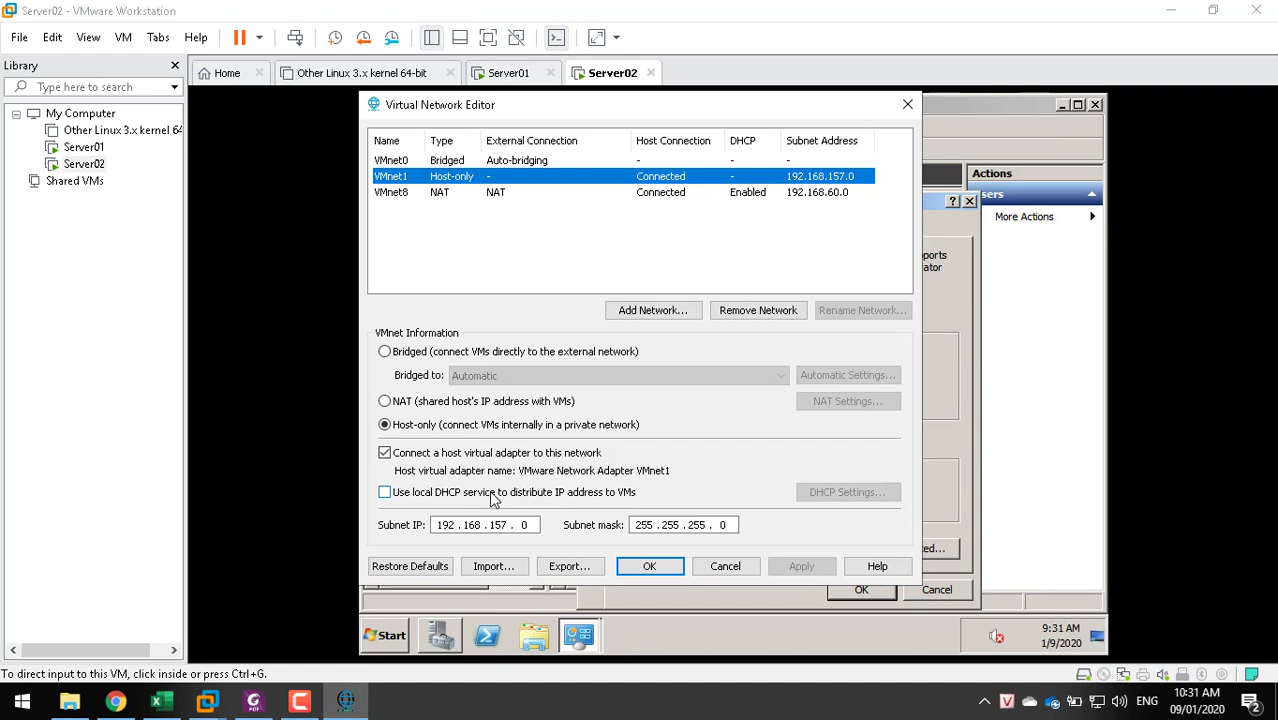 Server02 - VMware Workstation
File Edit View VM Tabs Help
Library
Home
Other Linux 3.x kernel 64-bit
Server01
Server02
Type here to search
My Computer
Other Linux 3.x kernel 64
Server01
Server02
Shared VMs
Virtual Network Editor
Name Type External Connection Host Connection DHCP Subnet Address
VMnet0 Bridged Auto-bridging - - -
VMnet1 Host-only - Connected - 192.168.157.0
VMnet8 NAT NAT Connected Enabled 192.168.60.0
Add Network... Remove Network Rename Network...
VMnet Information
Bridged (connect VMs directly to the external network)
Bridged to: Automatic Automatic Settings...
NAT (shared host's IP address with VMs) NAT Settings...
Host-only (connect VMs internally in a private network)
Connect a host virtual adapter to this network
Host virtual adapter name: VMware Network Adapter VMnet1
Use local DHCP service to distribute IP address to VMs DHCP Settings...
Subnet IP: 192 . 168 . 157 . 0 Subnet mask: 255 . 255 . 255 . 0
Restore Defaults Import... Export... OK Cancel Apply Help
Actions
sers
More Actions
ports
ator
ed...
OK Cancel
Start
9:31 AM
1/9/2020
To direct input to this VM, click inside or press Ctrl+G.
ENG
10:31 AM
09/01/2020
2